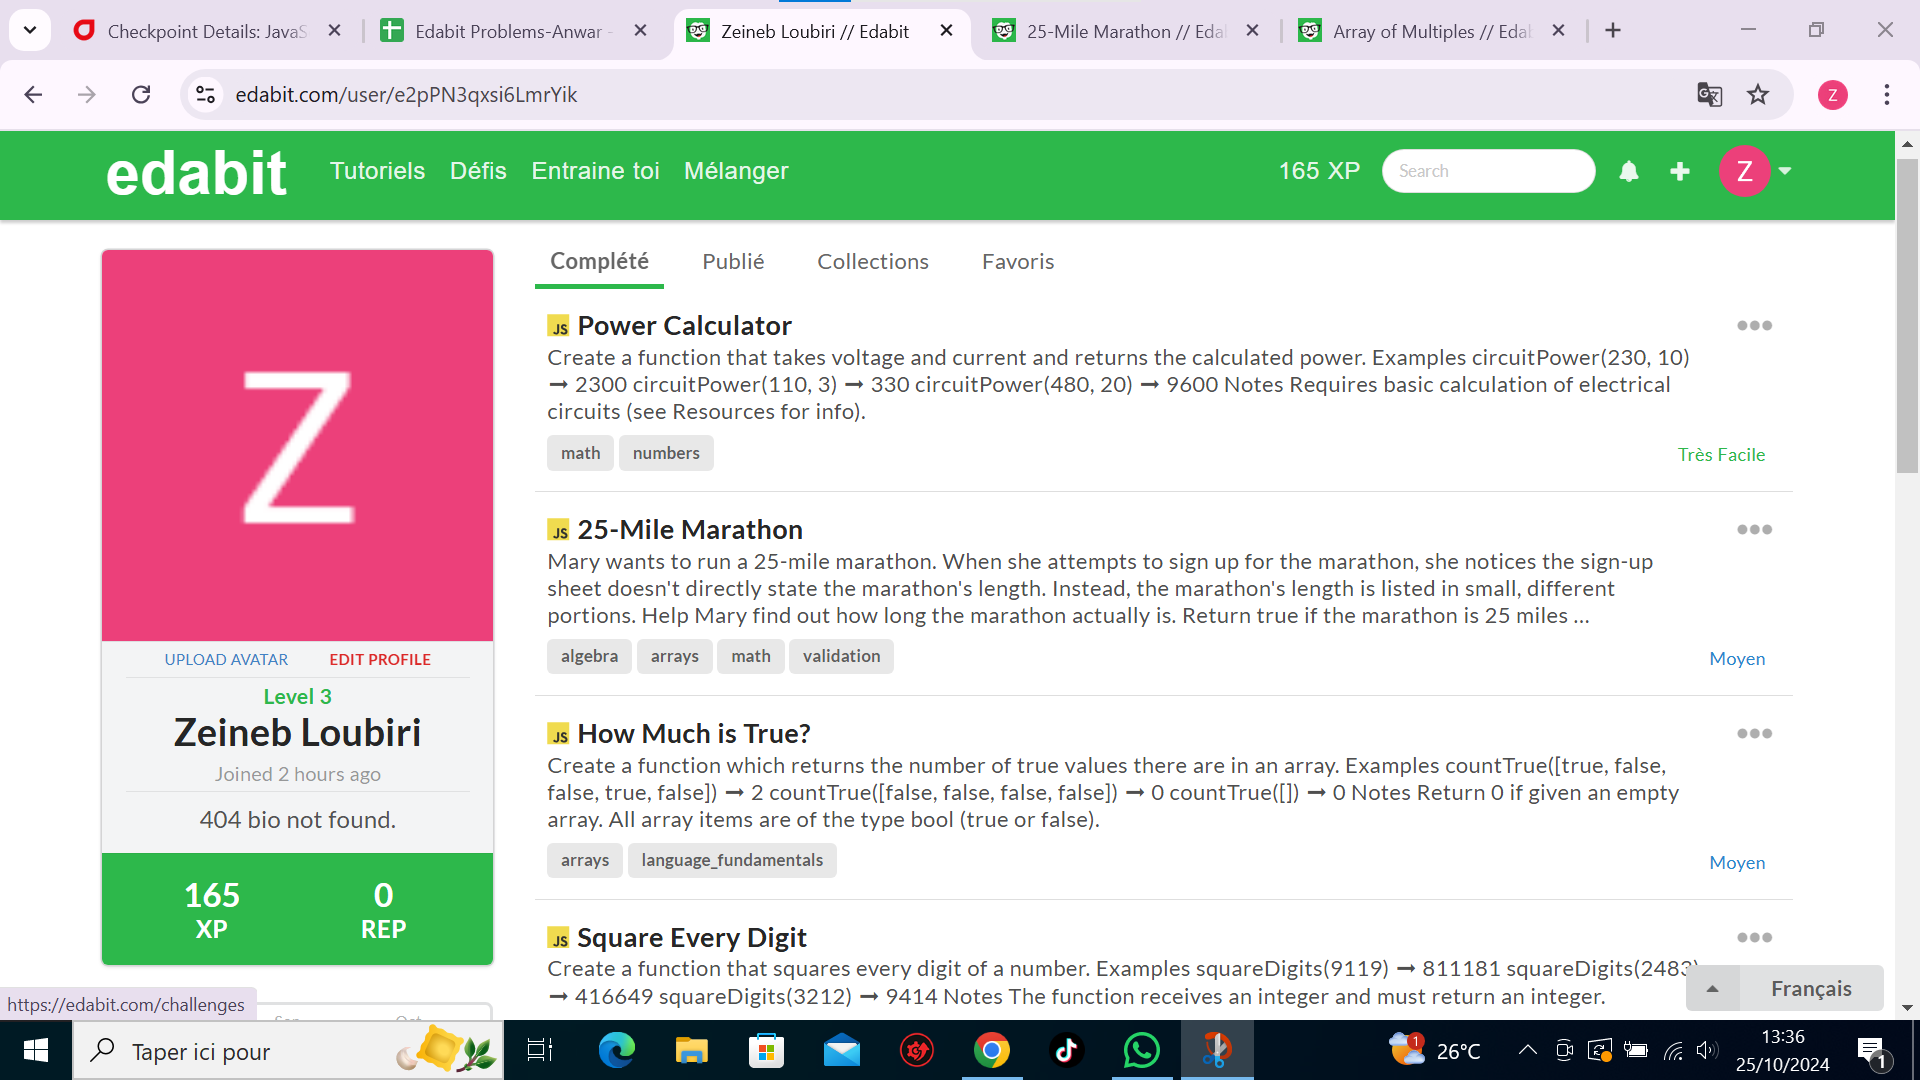 Checkpoint Details: JavaS
Edabit Problems-Anwar -
Zeineb Loubiri // Edabit
25-Mile Marathon // Eda
Array of Multiples // Eda
edabit.com/user/e2pPN3qxsi6LmrYik
Z
edabit
Tutoriels
Défis
Entraine toi
Mélanger
165 XP
Search
Z
Z
UPLOAD AVATAR
EDIT PROFILE
Level 3
Zeineb Loubiri
Joined 2 hours ago
404 bio not found.
165
XP
0
REP
Complété
Publié
Collections
Favoris
JS Power Calculator
Create a function that takes voltage and current and returns the calculated power. Examples circuitPower(230, 10)
➞ 2300 circuitPower(110, 3) ➞ 330 circuitPower(480, 20) ➞ 9600 Notes Requires basic calculation of electrical
circuits (see Resources for info).
math
numbers
Très Facile
JS 25-Mile Marathon
Mary wants to run a 25-mile marathon. When she attempts to sign up for the marathon, she notices the sign-up
sheet doesn't directly state the marathon's length. Instead, the marathon's length is listed in small, different
portions. Help Mary find out how long the marathon actually is. Return true if the marathon is 25 miles ...
algebra
arrays
math
validation
Moyen
JS How Much is True?
Create a function which returns the number of true values there are in an array. Examples countTrue([true, false,
false, true, false]) ➞ 2 countTrue([false, false, false, false]) ➞ 0 countTrue([]) ➞ 0 Notes Return 0 if given an empty
array. All array items are of the type bool (true or false).
arrays
language_fundamentals
Moyen
JS Square Every Digit
Create a function that squares every digit of a number. Examples squareDigits(9119) ➞ 811181 squareDigits(2483)
➞ 416649 squareDigits(3212) ➞ 9414 Notes The function receives an integer and must return an integer.
Français
https://edabit.com/challenges
Sep
Oct
Taper ici pour
1
26°C
13:36
25/10/2024
1